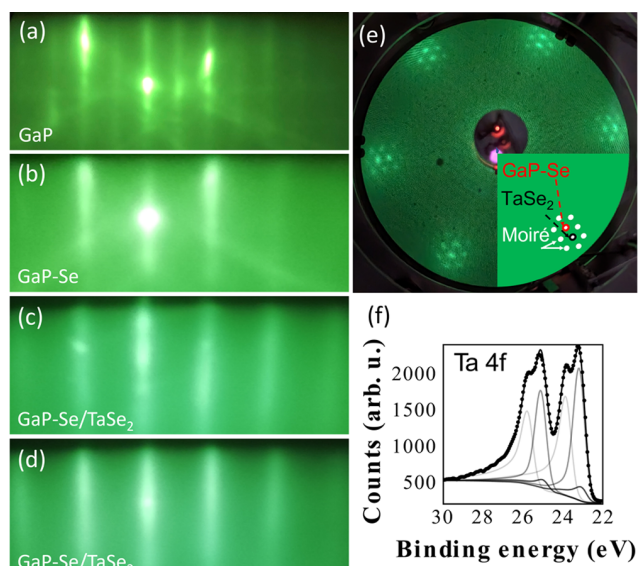 (a)
GaP
(b)
GaP-Se
(c)
GaP-Se/TaSe₂
(d)
GaP-Se/TaSe₂
(e)
GaP-Se
TaSe₂
Moiré
(f)
Ta 4f
Counts (arb. u.)
2000
1500
1000
500
30 28 26 24 22
Binding energy (eV)